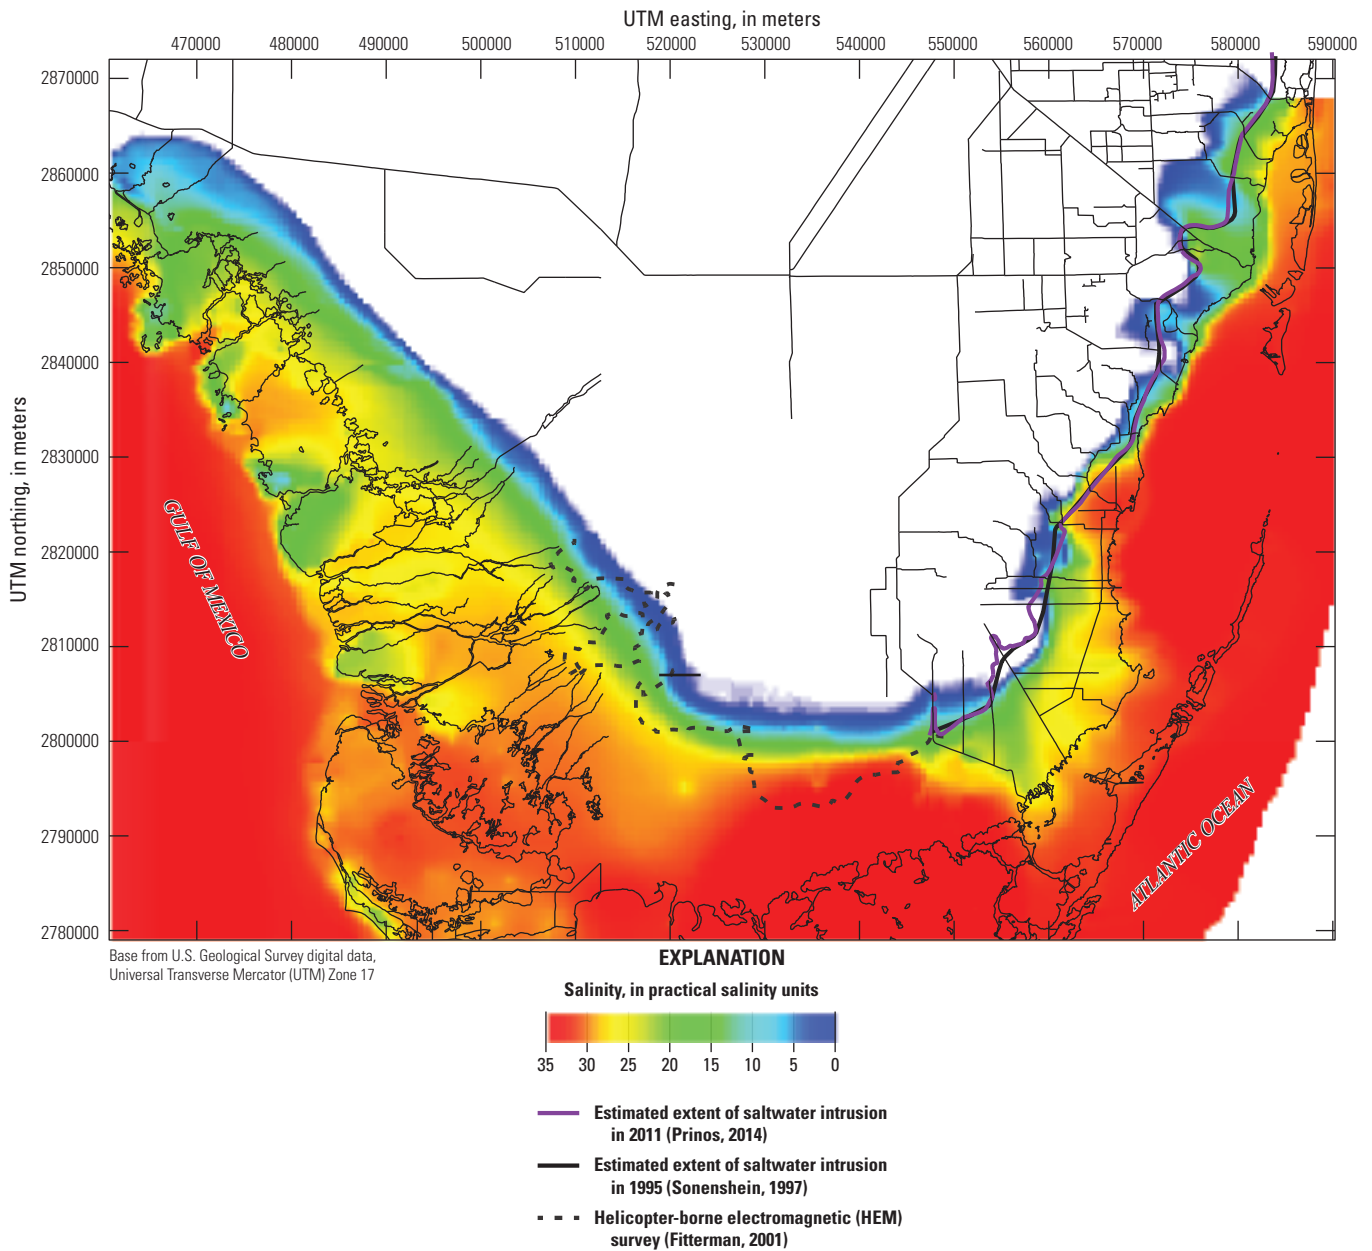 UTM easting, in meters
470000 480000 490000 500000 510000 520000 530000 540000 550000 560000 570000 580000 590000
UTM northing, in meters
2870000
2860000
2850000
2840000
2830000
2820000
2810000
2800000
2790000
2780000
GULF OF MEXICO
ATLANTIC OCEAN
Base from U.S. Geological Survey digital data,
Universal Transverse Mercator (UTM) Zone 17
EXPLANATION
Salinity, in practical salinity units
35 30 25 20 15 10 5 0
Estimated extent of saltwater intrusion
in 2011 (Prinos, 2014)
Estimated extent of saltwater intrusion
in 1995 (Sonenshein, 1997)
Helicopter-borne electromagnetic (HEM)
survey (Fitterman, 2001)